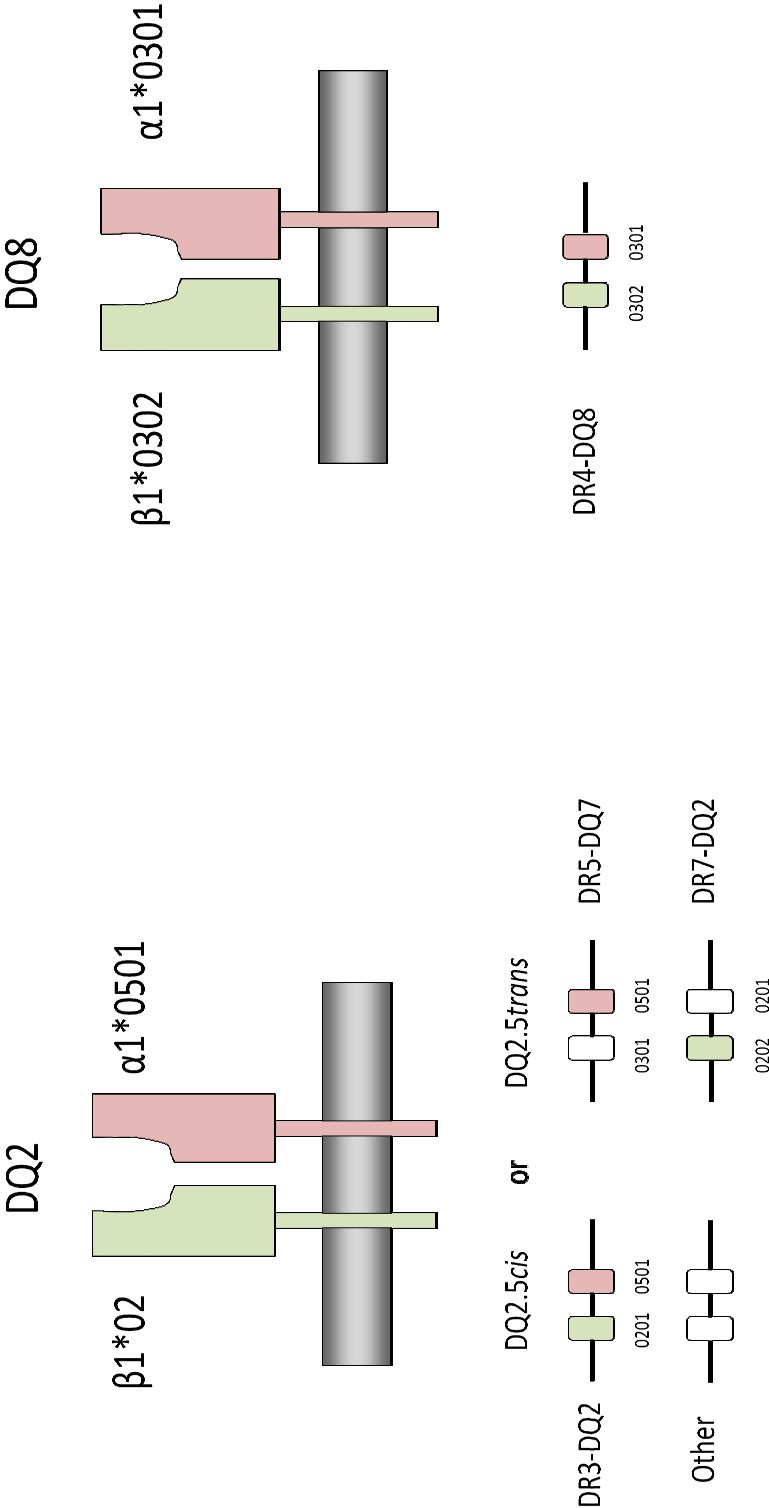 DQ2 DQ8
β1*02 α1*0501 β1*0302 α1*0301
DQ2.5cis or DQ2.5trans
DR3-DQ2 DR5-DQ7 DR4-DQ8
0201 0501 0301 0501 0302 0301
Other DR7-DQ2
0202 0201